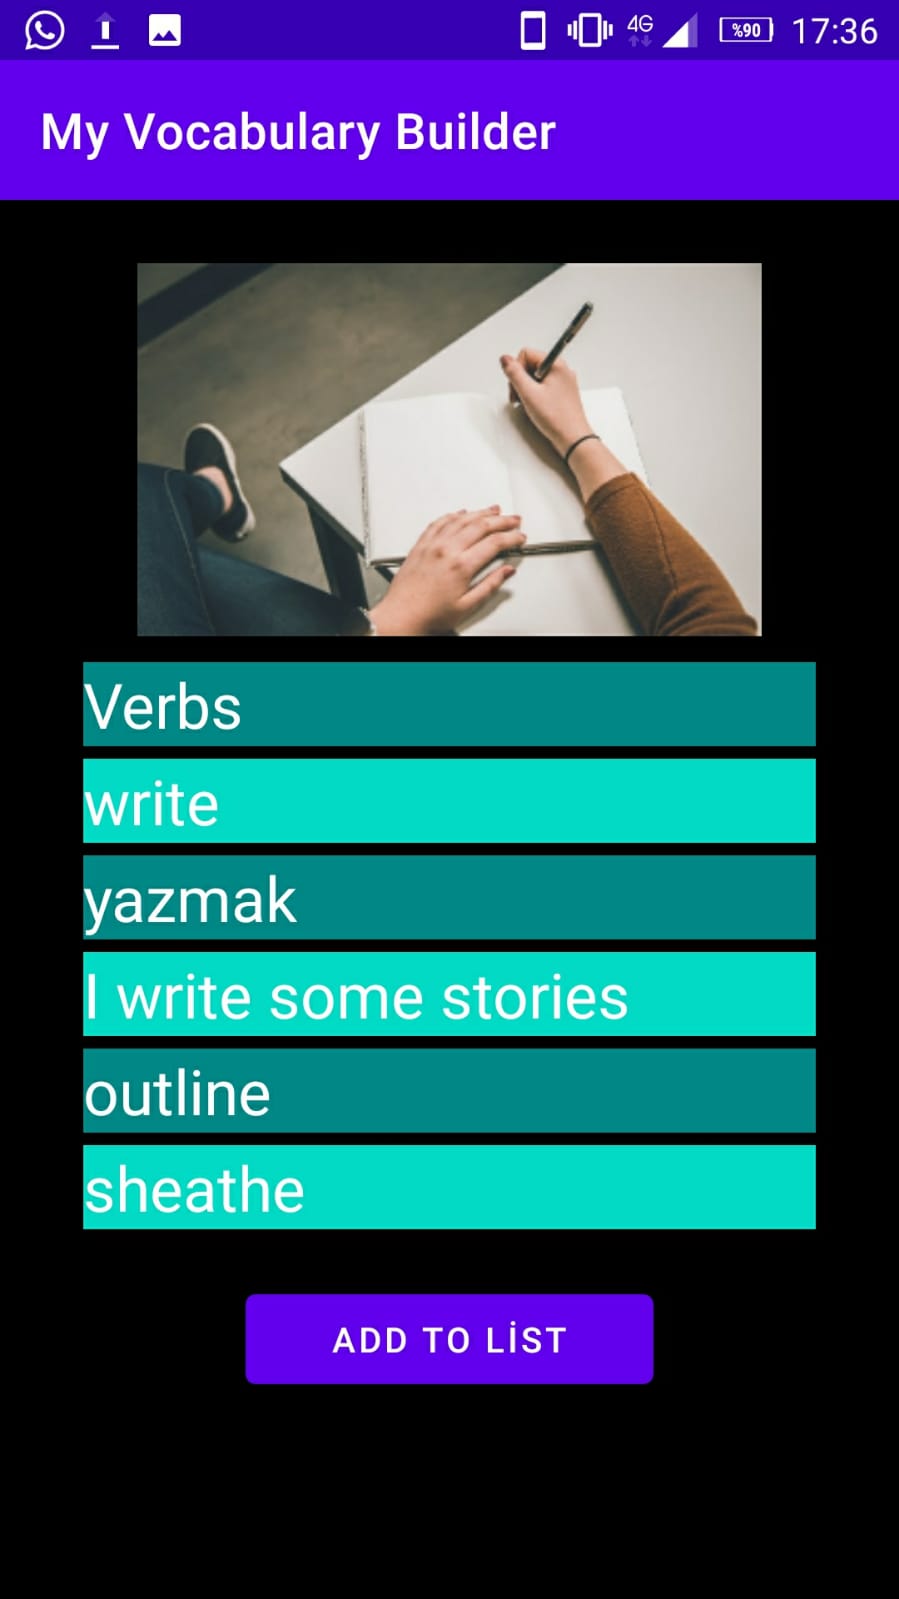 4G
%90
17:36
My Vocabulary Builder
Verbs
write
yazmak
I write some stories
outline
sheathe
ADD TO LİST